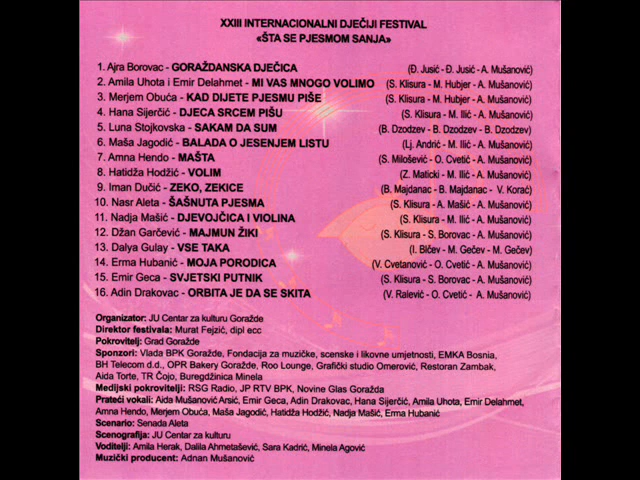 XXIII INTERNACIONALNI DJEČIJI FESTIVAL
«ŠTA SE PJESMOM SANJA»
1. Ajra Borovac - GORAŽDANSKA DJEČICA (Đ. Jusić - Đ. Jusić - A. Mušanović)
2. Amila Uhota i Emir Delahmet - MI VAS MNOGO VOLIMO (S. Klisura - M. Hubjer - A. Mušanović)
3. Merjem Obuća - KAD DIJETE PJESMU PIŠE (S. Klisura - M. Hubjer - A. Mušanović)
4. Hana Sijerčić - DJECA SRCEM PIŠU (S. Klisura - M. Ilić - A. Mušanović)
5. Luna Stojkovska - SAKAM DA SUM (B. Dzodzev - B. Dzodzev - B. Dzodzev)
6. Maša Jagodić - BALADA O JESENJEM LISTU (Lj. Andrić - M. Ilić - A. Mušanović)
7. Amna Hendo - MAŠTA (S. Milošević - O. Cvetić - A. Mušanović)
8. Hatidža Hodžić - VOLIM (Z. Maticki - M. Ilić - A. Mušanović)
9. Iman Dučić - ZEKO, ZEKICE (B. Majdanac - B. Majdanac - V. Korać)
10. Nasr Aleta - ŠAŠNUTA PJESMA (S. Klisura - A. Mašić - A. Mušanović)
11. Nadja Mašić - DJEVOJČICA I VIOLINA (S. Klisura - M. Ilić - A. Mušanović)
12. Džan Garčević - MAJMUN ŽIKI (S. Klisura - S. Borovac - A. Mušanović)
13. Dalya Gulay - VSE TAKA (I. Bičev - M. Gečev - M. Gečev)
14. Erma Hubanić - MOJA PORODICA (V. Cvetanović - O. Cvetić - A. Mušanović)
15. Emir Geca - SVJETSKI PUTNIK (S. Klisura - S. Borovac - A. Mušanović)
16. Adin Drakovac - ORBITA JE DA SE SKITA (V. Ralević - O. Cvetić - A. Mušanović)
Organizator: JU Centar za kulturu Goražde
Direktor festivala: Murat Fejzić, dipl ecc
Pokrovitelj: Grad Goražde
Sponzori: Vlada BPK Goražde, Fondacija za muzičke, scenske i likovne umjetnosti, EMKA Bosnia,
BH Telecom d.d., OPR Bakery Goražde, Roo Lounge, Grafički studio Omerović, Restoran Zambak,
Aida Torte, TR Čojo, Buregdžinica Minela
Medijski pokrovitelji: RSG Radio, JP RTV BPK, Novine Glas Goražda
Prateći vokali: Aida Mušanović Arsić, Emir Geca, Adin Drakovac, Hana Sijerčić, Amila Uhota, Emir Delahmet,
Amna Hendo, Merjem Obuća, Maša Jagodić, Hatidža Hodžić, Nadja Mašić, Erma Hubanić
Scenario: Senada Aleta
Scenografija: JU Centar za kulturu
Voditelji: Amila Herak, Dalila Ahmetašević, Sara Kadrić, Minela Agović
Muzički producent: Adnan Mušanović